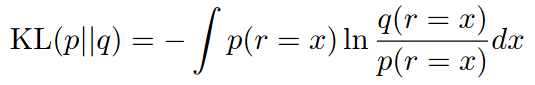 KL(p||q) = − ∫ p(r = x) ln q(r = x) / p(r = x) dx